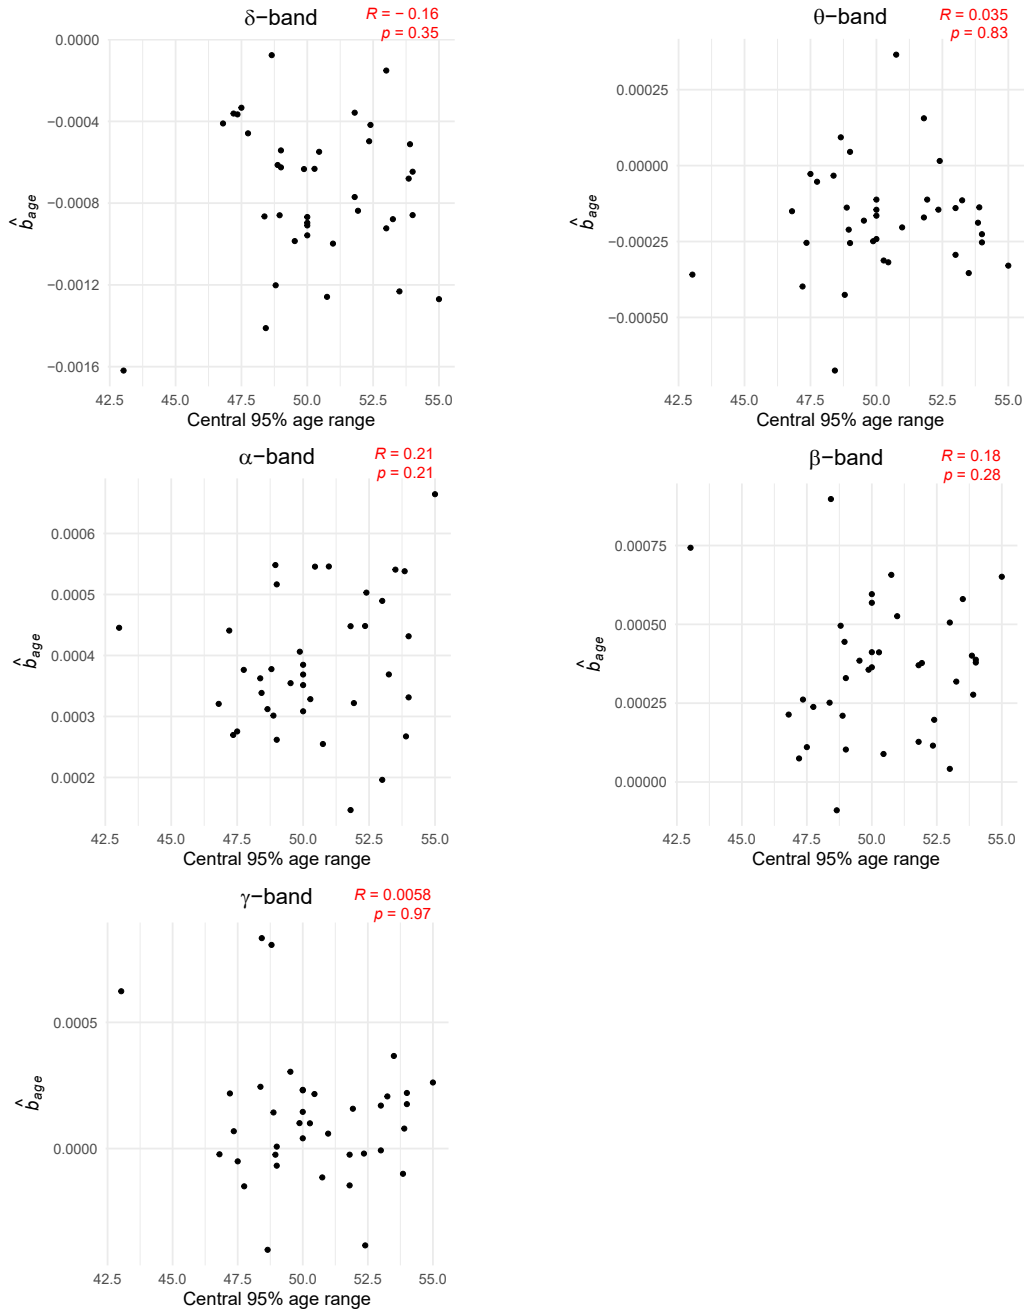 δ−band
R = − 0.16
p = 0.35
0.0000
−0.0004
−0.0008
−0.0012
−0.0016
b̂age
42.5 45.0 47.5 50.0 52.5 55.0
Central 95% age range
θ−band
R = 0.035
p = 0.83
0.00025
0.00000
−0.00025
−0.00050
b̂age
42.5 45.0 47.5 50.0 52.5 55.0
Central 95% age range
α−band
R = 0.21
p = 0.21
0.0006
0.0005
0.0004
0.0003
0.0002
b̂age
42.5 45.0 47.5 50.0 52.5 55.0
Central 95% age range
β−band
R = 0.18
p = 0.28
0.00075
0.00050
0.00025
0.00000
b̂age
42.5 45.0 47.5 50.0 52.5 55.0
Central 95% age range
γ−band
R = 0.0058
p = 0.97
0.0005
0.0000
b̂age
42.5 45.0 47.5 50.0 52.5 55.0
Central 95% age range